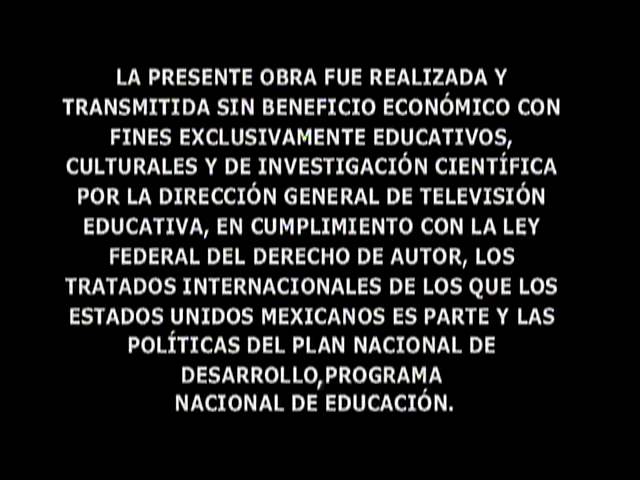 LA PRESENTE OBRA FUE REALIZADA Y
TRANSMITIDA SIN BENEFICIO ECONÓMICO CON
FINES EXCLUSIVAMENTE EDUCATIVOS,
CULTURALES Y DE INVESTIGACIÓN CIENTÍFICA
POR LA DIRECCIÓN GENERAL DE TELEVISIÓN
EDUCATIVA, EN CUMPLIMIENTO CON LA LEY
FEDERAL DEL DERECHO DE AUTOR, LOS
TRATADOS INTERNACIONALES DE LOS QUE LOS
ESTADOS UNIDOS MEXICANOS ES PARTE Y LAS
POLÍTICAS DEL PLAN NACIONAL DE
DESARROLLO,PROGRAMA
NACIONAL DE EDUCACIÓN.